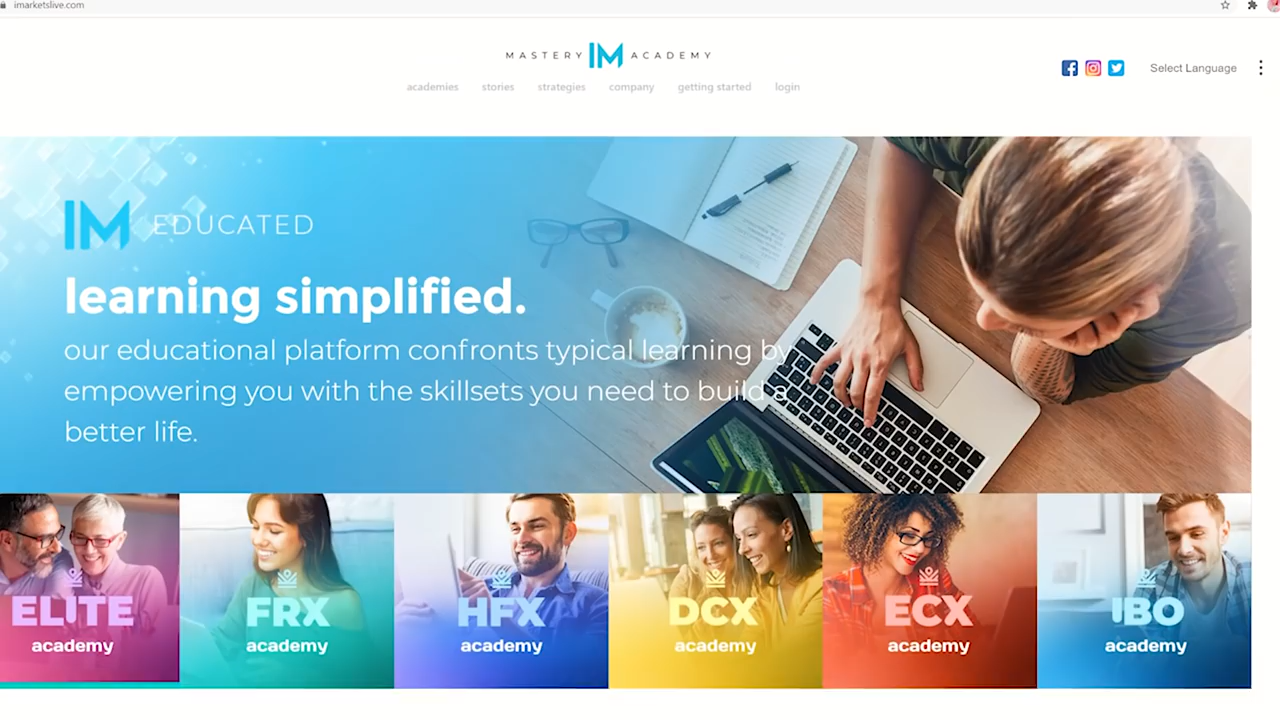 imarketslive.com
MASTERY IM ACADEMY
Select Language
academies stories strategies company getting started login
IM EDUCATED
learning simplified.
our educational platform confronts typical learning by
empowering you with the skillsets you need to build a
better life.
ELITE
academy
FRX
academy
HFX
academy
DCX
academy
ECX
academy
IBO
academy